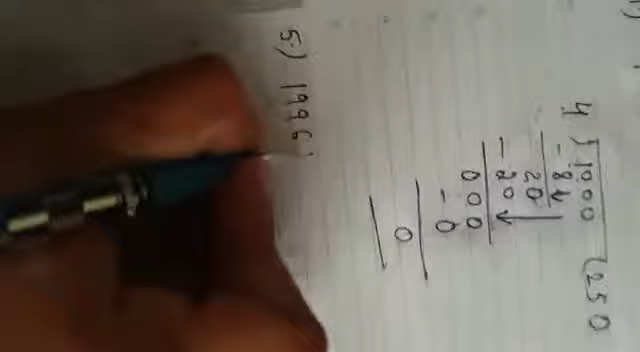 4 ) 1000 ( 250
- 8 ↓
20
- 20 ↓
000
- 0
0
5.) 1996 :